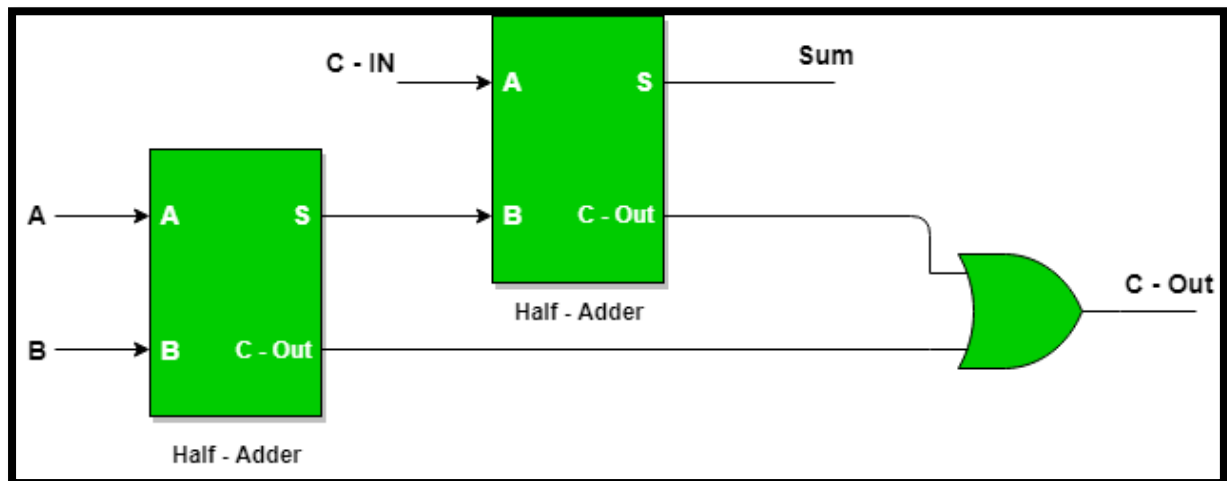 C - IN
Sum
A
S
A
A
S
B
C - Out
C - Out
Half - Adder
B
B
C - Out
Half - Adder